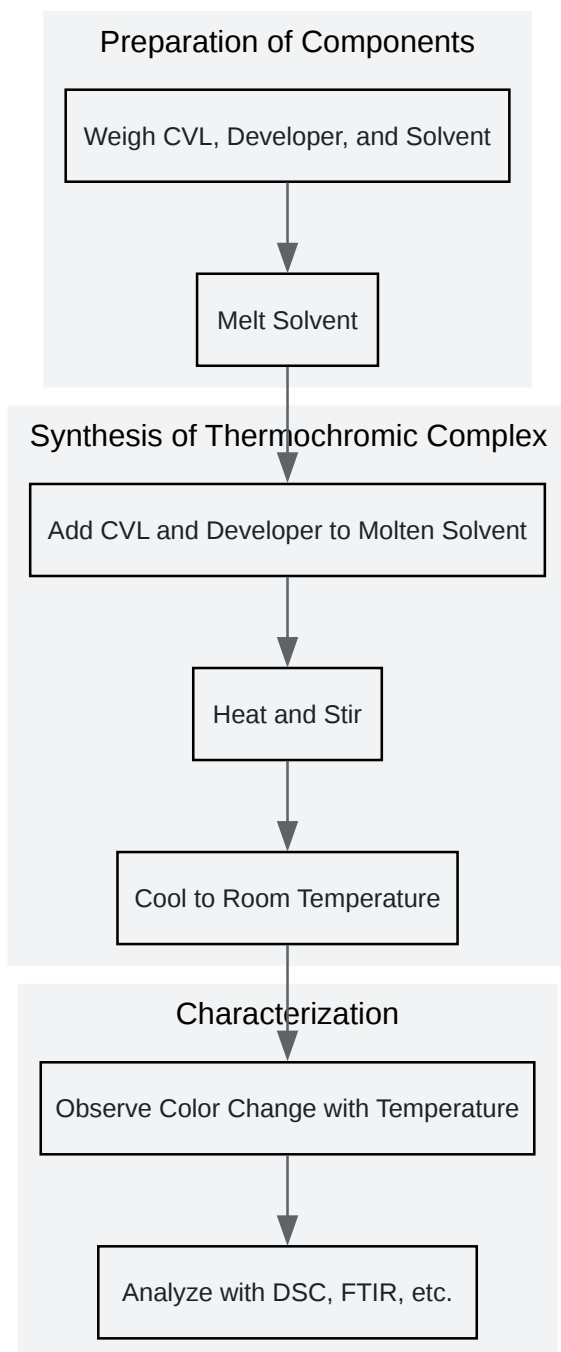 Preparation of Components
Weigh CVL, Developer, and Solvent
Melt Solvent
Synthesis of Thermochromic Complex
Add CVL and Developer to Molten Solvent
Heat and Stir
Cool to Room Temperature
Characterization
Observe Color Change with Temperature
Analyze with DSC, FTIR, etc.